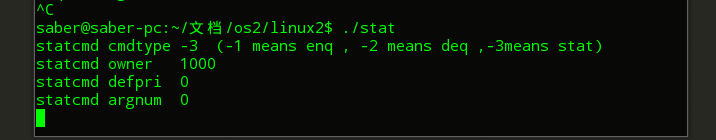 ^C
saber@saber-pc:~/文档/os2/linux2$ ./stat
statcmd cmdtype -3  (-1 means enq , -2 means deq ,-3means stat)
statcmd owner   1000
statcmd defpri  0
statcmd argnum  0